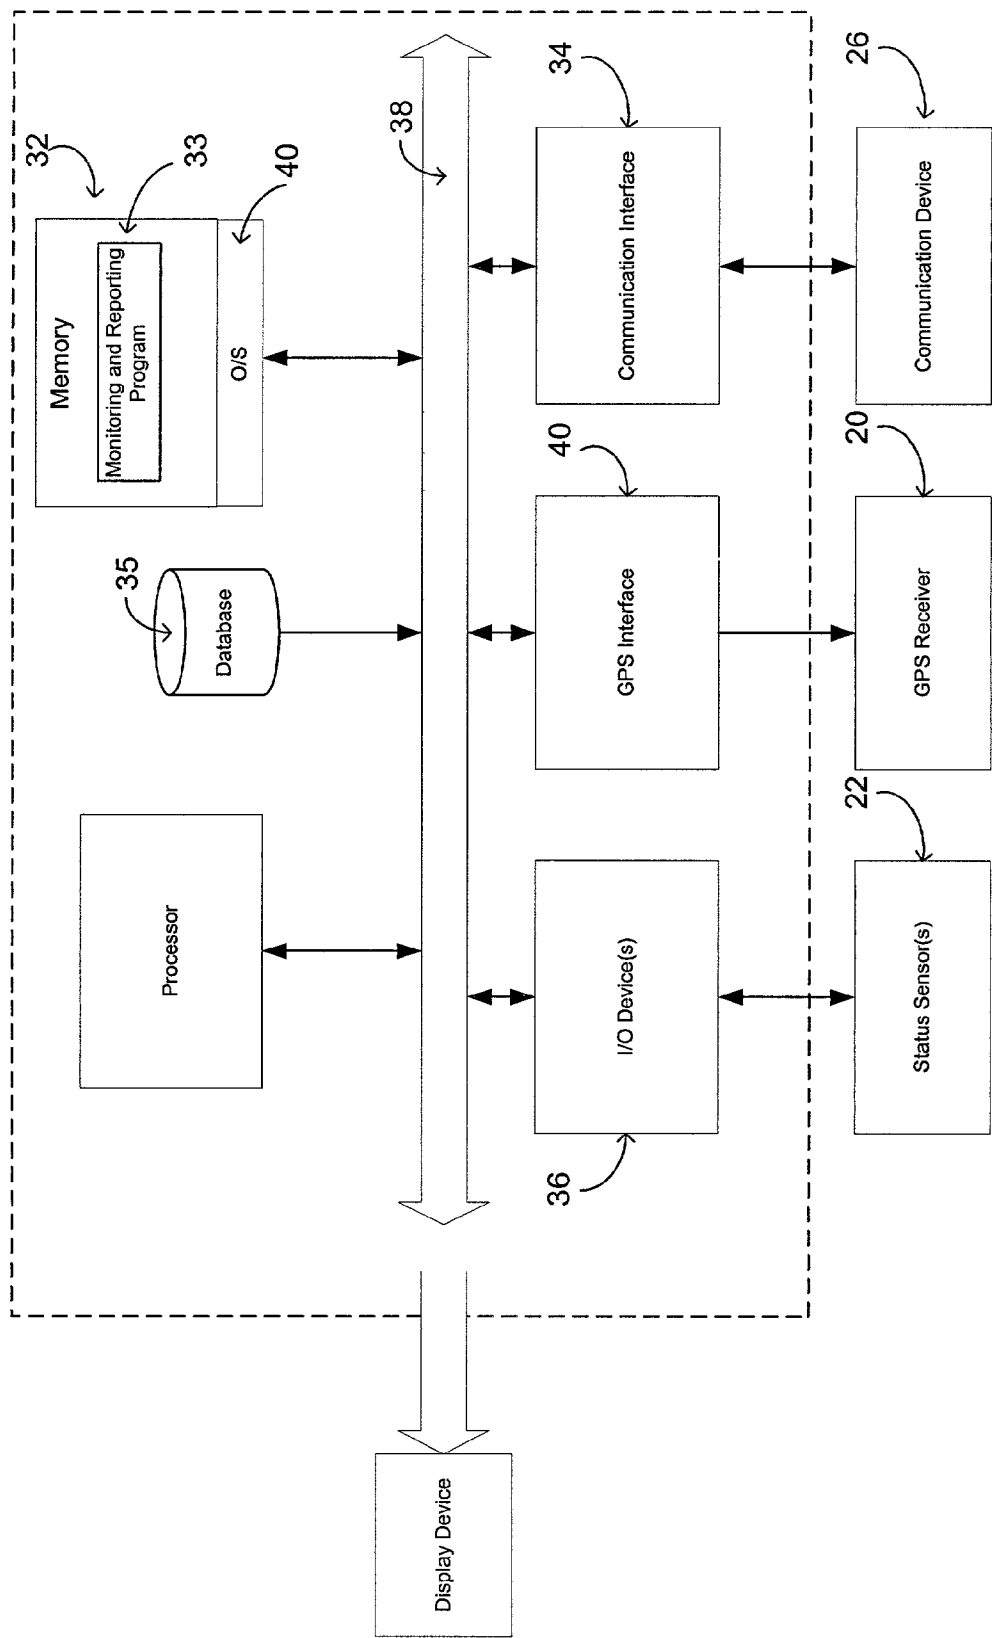 32
Memory
33
Monitoring and Reporting
Program
40
O/S
35
Database
Processor
38
34
Communication Interface
40
GPS Interface
I/O Device(s)
36
26
Communication Device
20
GPS Receiver
22
Status Sensor(s)
Display Device